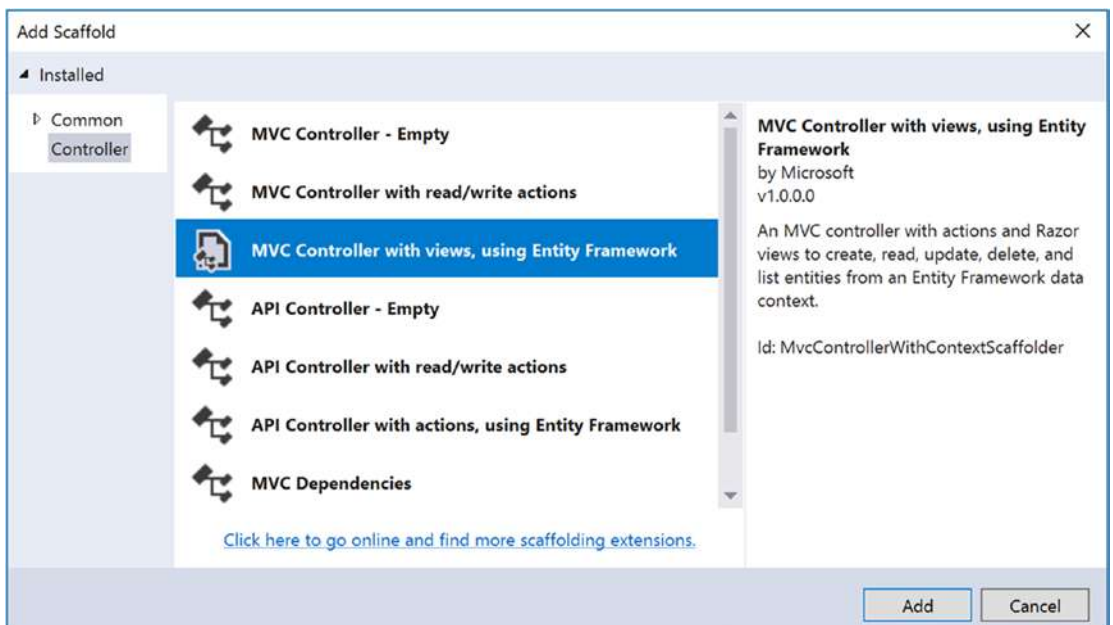 Add Scaffold
Installed
Common
Controller
MVC Controller - Empty
MVC Controller with read/write actions
MVC Controller with views, using Entity Framework
API Controller - Empty
API Controller with read/write actions
API Controller with actions, using Entity Framework
MVC Dependencies
Click here to go online and find more scaffolding extensions.
MVC Controller with views, using Entity
Framework
by Microsoft
v1.0.0.0
An MVC controller with actions and Razor
views to create, read, update, delete, and
list entities from an Entity Framework data
context.
Id: MvcControllerWithContextScaffolder
Add
Cancel